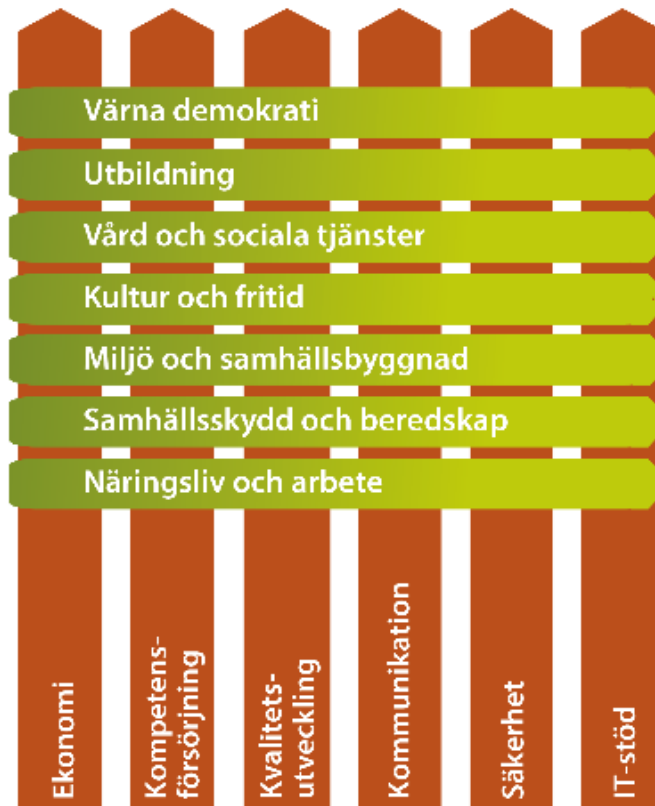 Värna demokrati
Utbildning
Vård och sociala tjänster
Kultur och fritid
Miljö och samhällsbyggnad
Samhällsskydd och beredskap
Näringsliv och arbete
Ekonomi
Kompetens-
försörjning
Kvalitets-
utveckling
Kommunikation
Säkerhet
IT-stöd